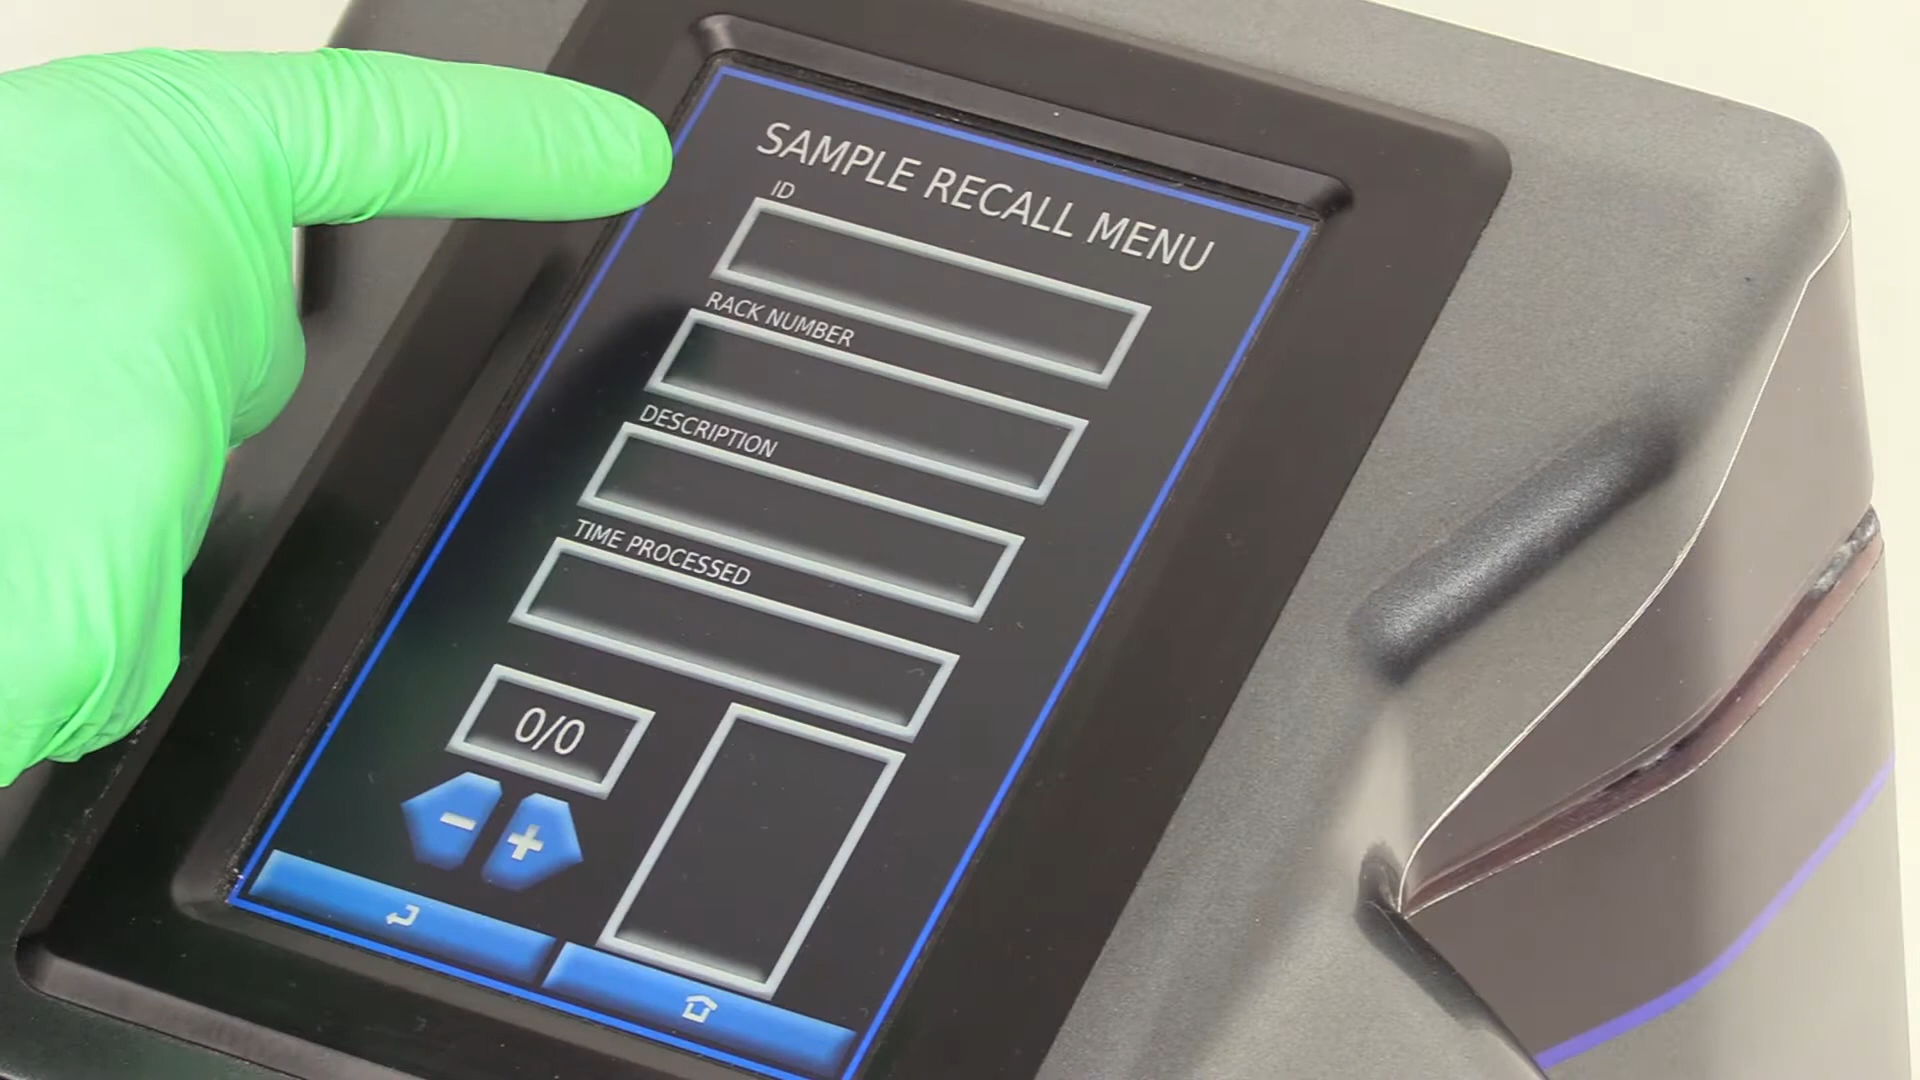 SAMPLE RECALL MENU
ID
RACK NUMBER
DESCRIPTION
TIME PROCESSED
0/0
- +